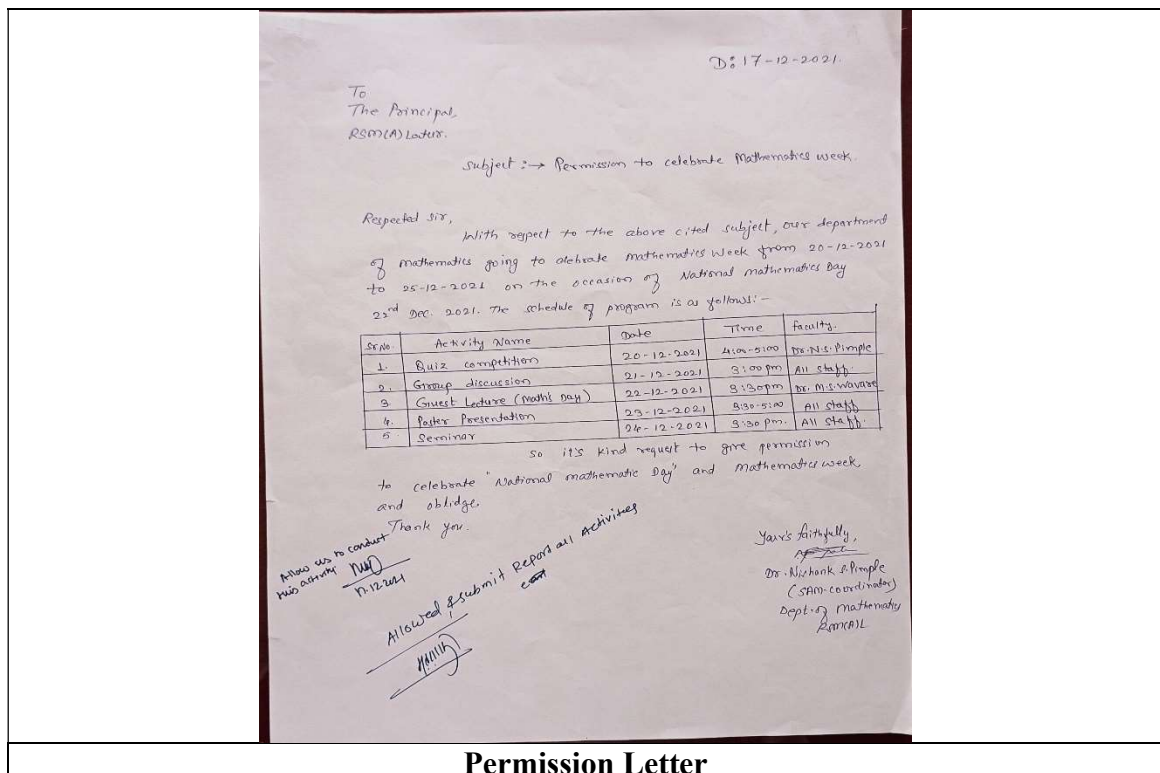 D: 17-12-2021.
To
The Principal,
RSM(A) Latur.
Subject :→ Permission to celebrate Mathematics week.
Respected Sir,
With respect to the above cited subject, our department
of mathematics going to celebrate mathematics Week from 20-12-2021
to 25-12-2021 on the occasion of National mathematics Day
22nd Dec. 2021. The schedule of program is as follows:-
Sr.No. Activity Name Date Time Faculty.
1. Quiz competition 20-12-2021 4:00-5:00 Dr.N.S.Pimple
2. Group discussion 21-12-2021 3:00pm All staff.
3 Guest Lecture (Math's Day) 22-12-2021 3:30pm Dr. M.S.Wavare
4. Poster Presentation 23-12-2021 3:30-5:00 All staff
5 Seminar 24-12-2021 3:30 pm. All staff.
so it's kind request to give permission
to celebrate "National mathematic Day" and mathematics week
and oblidge.
Thank you.
Allow us to conduct
this activity
17.12.2021
Allowed & submit Report all Activities
Your's faithfully,
Dr. Nishank S. Pimple
(SAM-coordinator)
Dept. of mathematics
RSM(A)L
Permission Letter